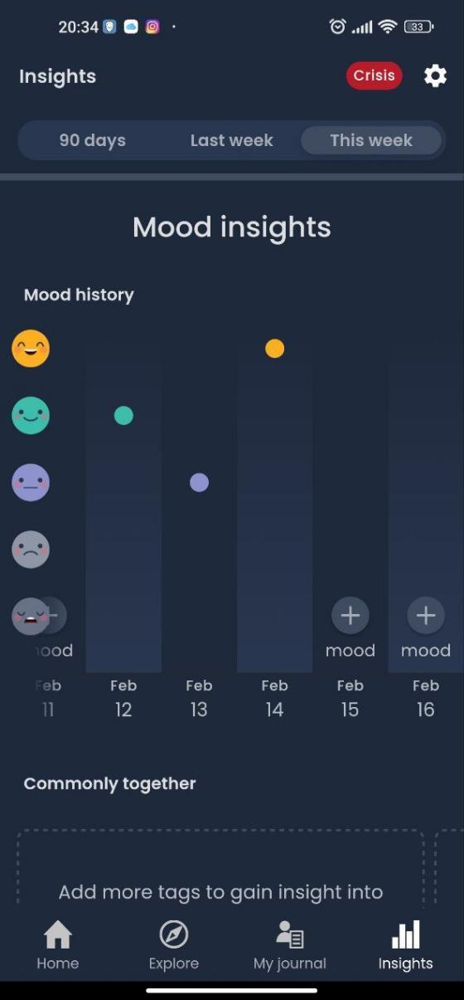 20:34
33
Insights
Crisis
90 days Last week This week
Mood insights
Mood history
mood mood
Feb Feb Feb Feb Feb Feb
11 12 13 14 15 16
Commonly together
Add more tags to gain insight into
Home Explore My journal Insights